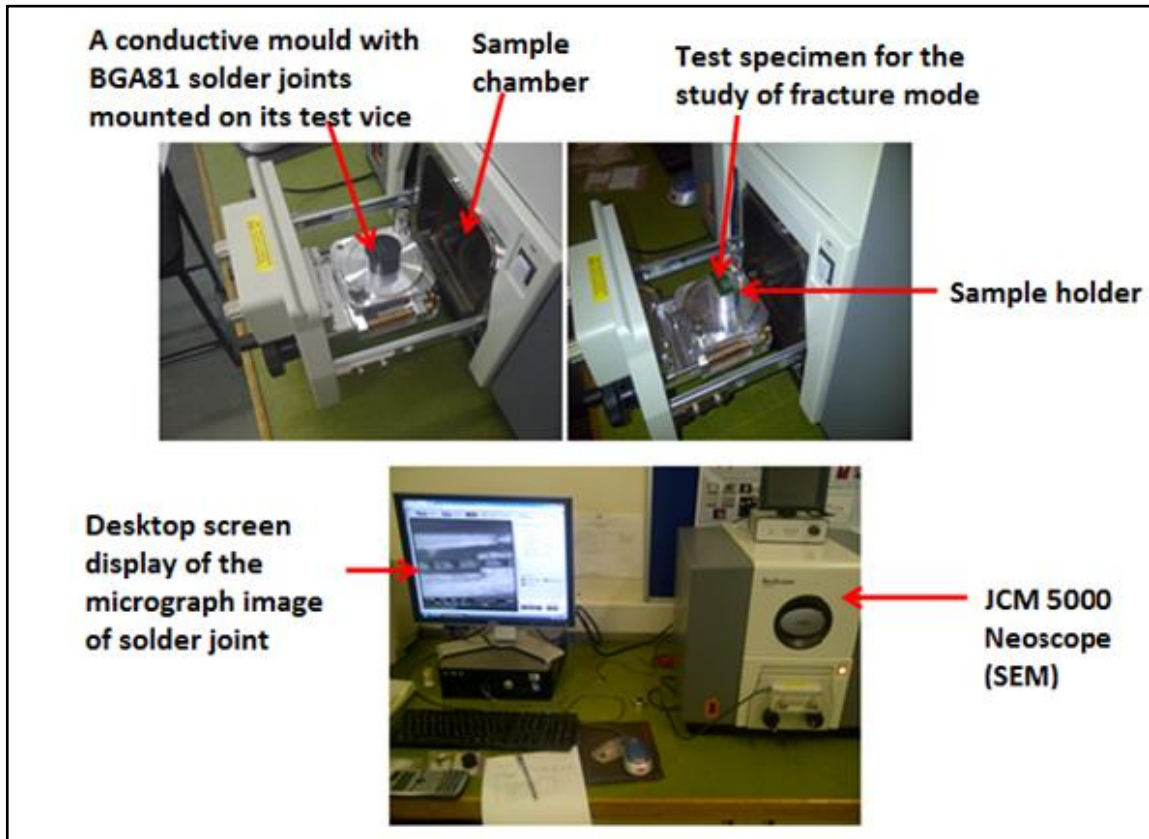 A conductive mould with
BGA81 solder joints
mounted on its test vice
Sample
chamber
Test specimen for the
study of fracture mode
Sample holder
Desktop screen
display of the
micrograph image
of solder joint
JCM 5000
Neoscope
(SEM)